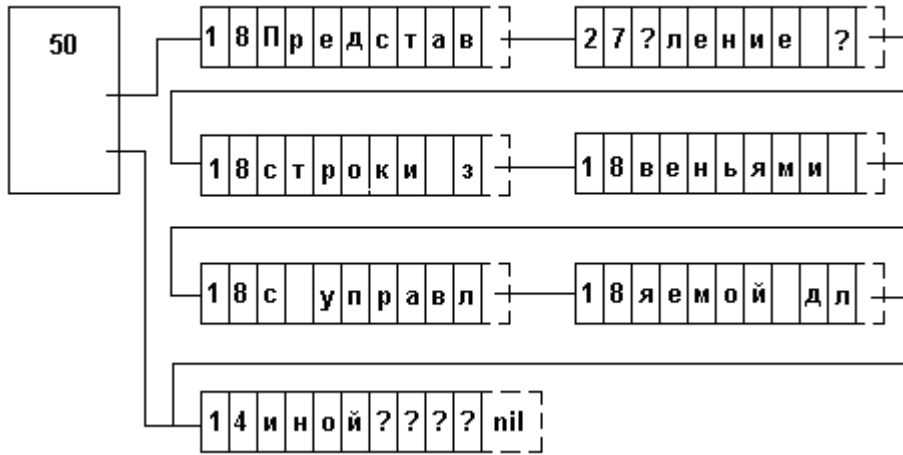 50
18Представ 27?ление ?
18строки з 18веньями
18с управл 18яемой дл
14иной???? nil